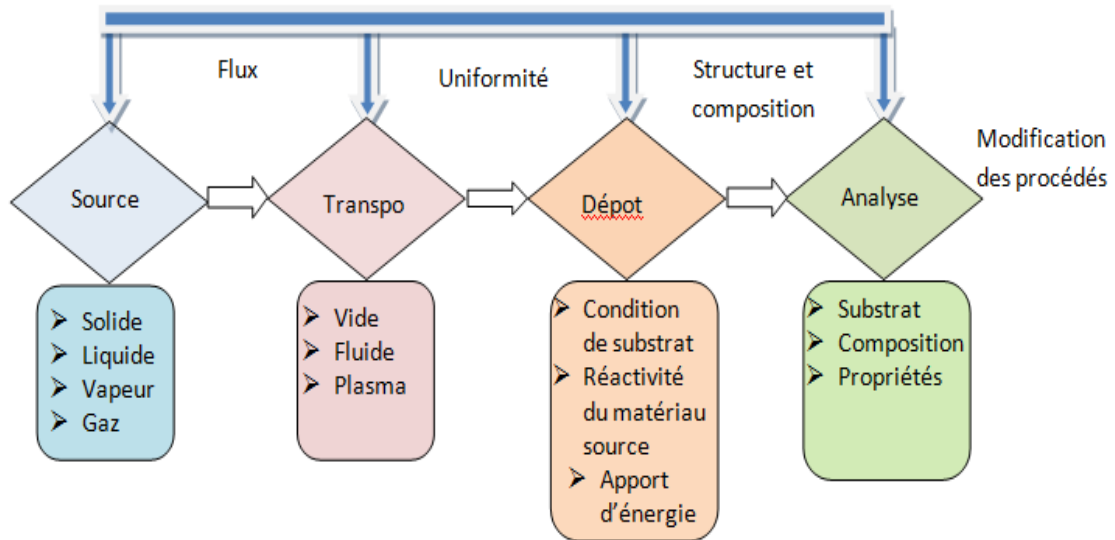 Flux
Uniformité
Structure et
composition
Modification
des procédés
Source
Transpo
Dépot
Analyse
➤ Solide
➤ Liquide
➤ Vapeur
➤ Gaz
➤ Vide
➤ Fluide
➤ Plasma
➤ Condition
de substrat
➤ Réactivité
du matériau
source
➤ Apport
d’énergie
➤ Substrat
➤ Composition
➤ Propriétés